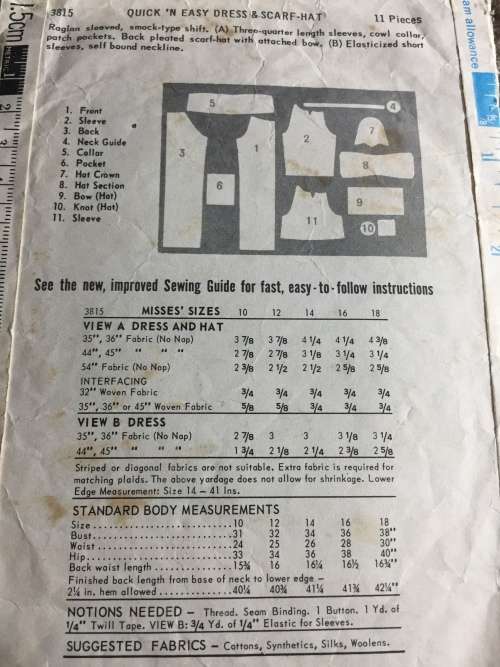 3815 QUICK 'N EASY DRESS & SCARF-HAT 11 Pieces
Raglan sleeved, smock-type shift. (A) Three-quarter length sleeves, cowl collar,
patch pockets. Back pleated scarf-hat with attached bow. (B) Elasticized short
sleeves, self bound neckline.
1. Front
2. Sleeve
3. Back
4. Neck Guide
5. Collar
6. Pocket
7. Hat Crown
8. Hat Section
9. Bow (Hat)
10. Knot (Hat)
11. Sleeve
5 4 3 1 2 7 8 6 9 11 10
See the new, improved Sewing Guide for fast, easy-to-follow instructions
3815 MISSES' SIZES 10 12 14 16 18
VIEW A DRESS AND HAT
35", 36" Fabric (No Nap) 3 7/8 3 7/8 4 1/4 4 1/4 4 3/8
44", 45" " " " 2 7/8 2 7/8 3 1/8 3 1/4 3 1/4
54" Fabric (No Nap) 2 3/8 2 1/2 2 1/2 2 5/8 2 5/8
INTERFACING
32" Woven Fabric 3/4 3/4 3/4 3/4 3/4
35", 36" or 45" Woven Fabric 5/8 5/8 3/4 3/4 3/4
VIEW B DRESS
35", 36" Fabric (No Nap) 2 7/8 3 3 3 1/8 3 1/4
44", 45" " " " 1 3/4 2 1/8 2 1/4 2 3/8 2 5/8
Striped or diagonal fabrics are not suitable. Extra fabric is required for
matching plaids. The above yardage does not allow for shrinkage. Lower
Edge Measurement: Size 14 – 41 Ins.
STANDARD BODY MEASUREMENTS
Size 10 12 14 16 18
Bust 31 32 34 36 38"
Waist 24 25 26 28 30"
Hip 33 34 36 38 40"
Back waist length 15¾ 16 16¼ 16½ 16¾"
Finished back length from base of neck to lower edge –
2¼ in. hem allowed 40¼ 40¾ 41¼ 41¾ 42¼"
NOTIONS NEEDED – Thread. Seam Binding. 1 Button. 1 Yd. of
1/4" Twill Tape. VIEW B: 3/4 Yd. of 1/4" Elastic for Sleeves.
SUGGESTED FABRICS – Cottons, Synthetics, Silks, Woolens.
1.5cm
am allowance